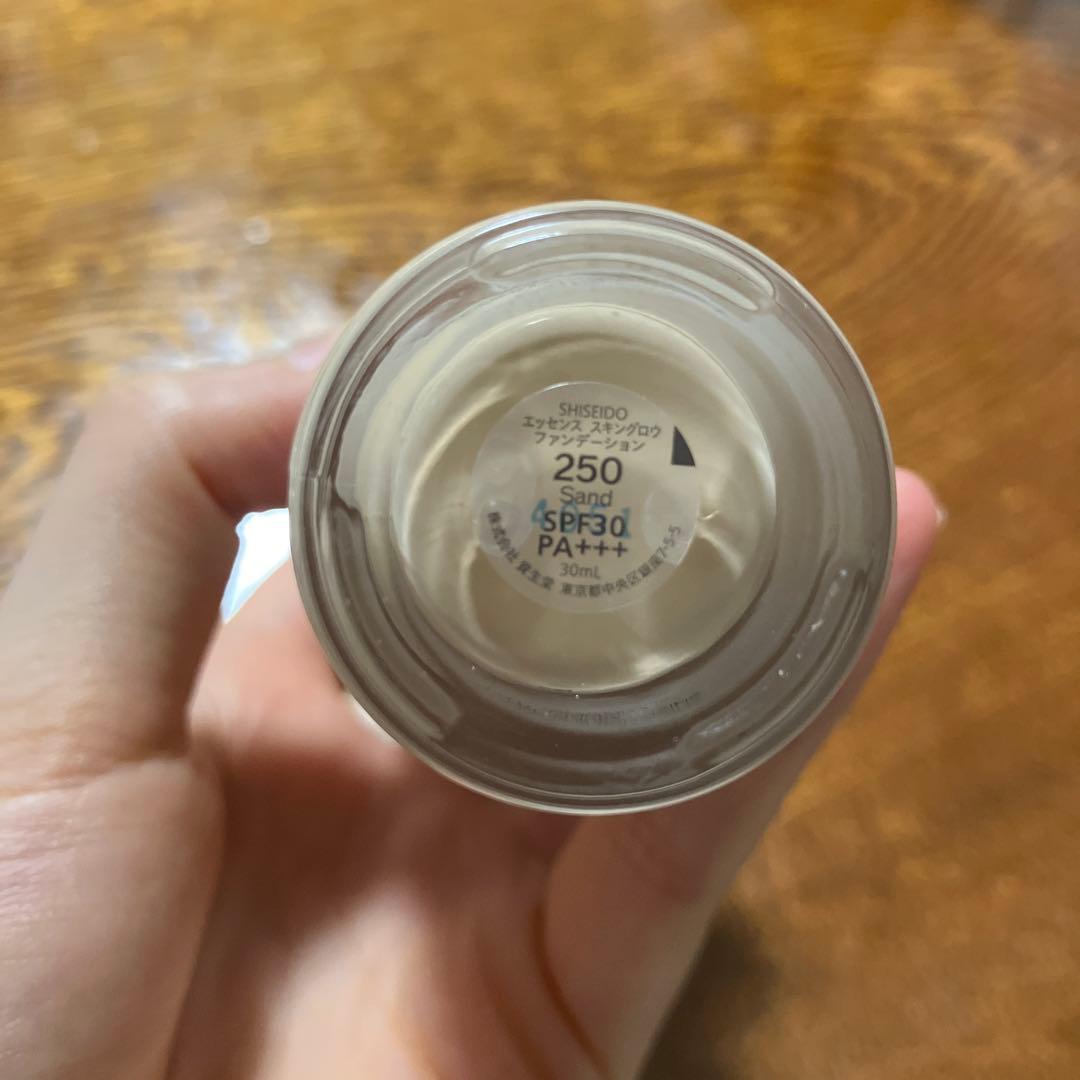 SHISEIDO
エッセンス スキングロウ
ファンデーション
250
Sand
SPF30
PA+++
30mL
株式会社 資生堂 東京都中央区銀座7-5-5